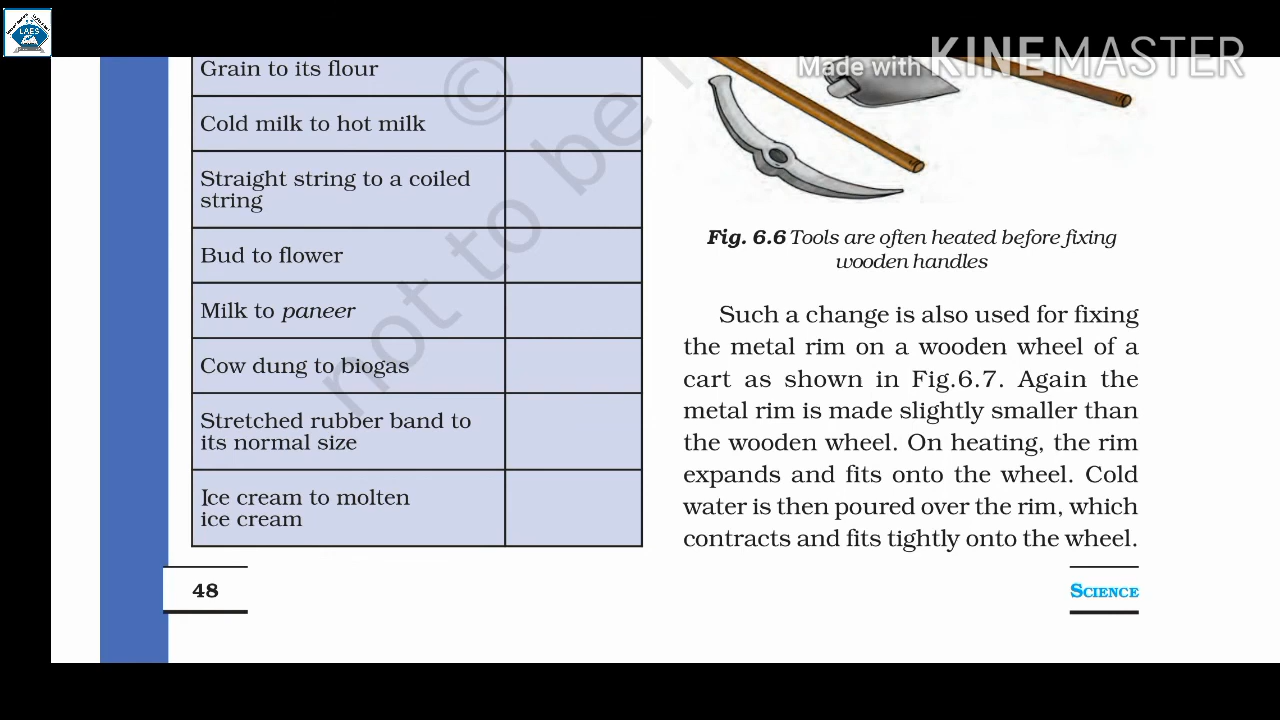 LAES
Made with KINEMASTER
Grain to its flour
Cold milk to hot milk
Straight string to a coiled
string
Bud to flower
Milk to paneer
Cow dung to biogas
Stretched rubber band to
its normal size
Ice cream to molten
ice cream
©
not to be
48
Fig. 6.6 Tools are often heated before fixing
wooden handles
Such a change is also used for fixing
the metal rim on a wooden wheel of a
cart as shown in Fig.6.7. Again the
metal rim is made slightly smaller than
the wooden wheel. On heating, the rim
expands and fits onto the wheel. Cold
water is then poured over the rim, which
contracts and fits tightly onto the wheel.
SCIENCE